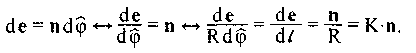 de = n dφ̂ ↔ de/dφ̂ = n ↔ de/(R dφ̂) = de/dl = n/R = K·n.